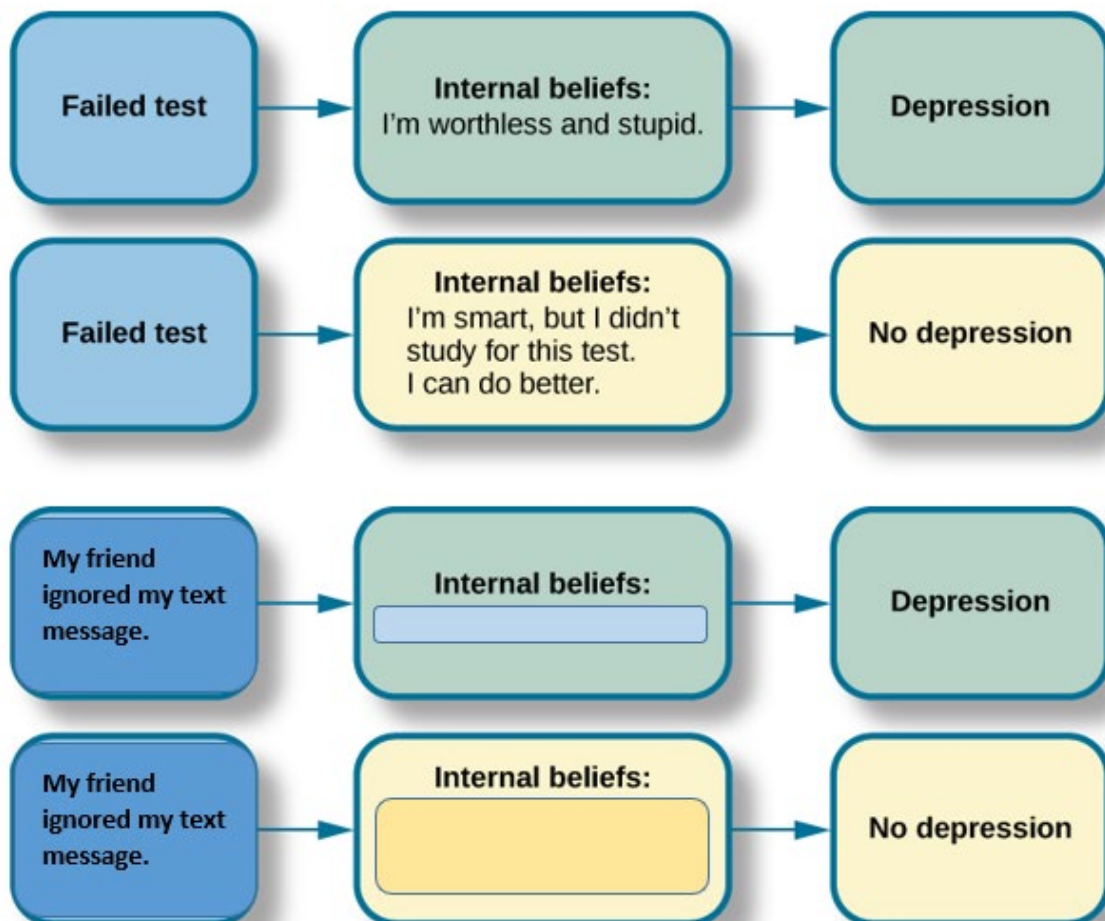 Failed test
Internal beliefs:
I'm worthless and stupid.
Depression
Failed test
Internal beliefs:
I'm smart, but I didn't
study for this test.
I can do better.
No depression
My friend
ignored my text
message.
Internal beliefs:
Depression
My friend
ignored my text
message.
Internal beliefs:
No depression